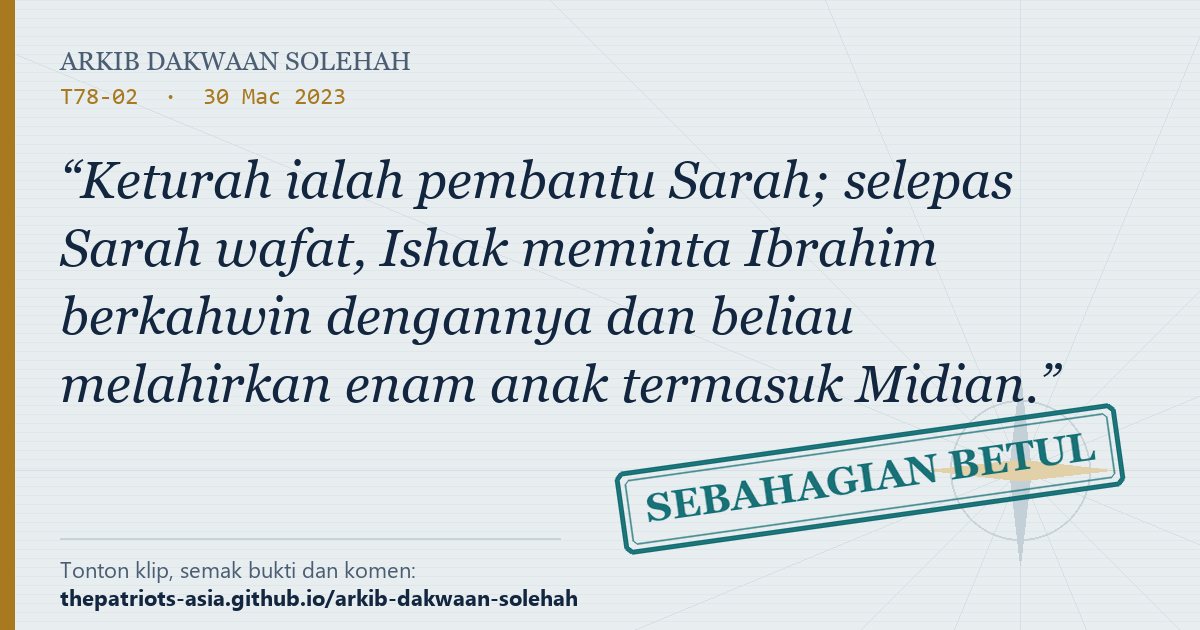 ARKIB DAKWAAN SOLEHAH
T78-02 · 30 Mac 2023
“Keturah ialah pembantu Sarah; selepas
Sarah wafat, Ishak meminta Ibrahim
berkahwin dengannya dan beliau
melahirkan enam anak termasuk Midian.”
SEBAHAGIAN BETUL
Tonton klip, semak bukti dan komen:
thepatriots-asia.github.io/arkib-dakwaan-solehah